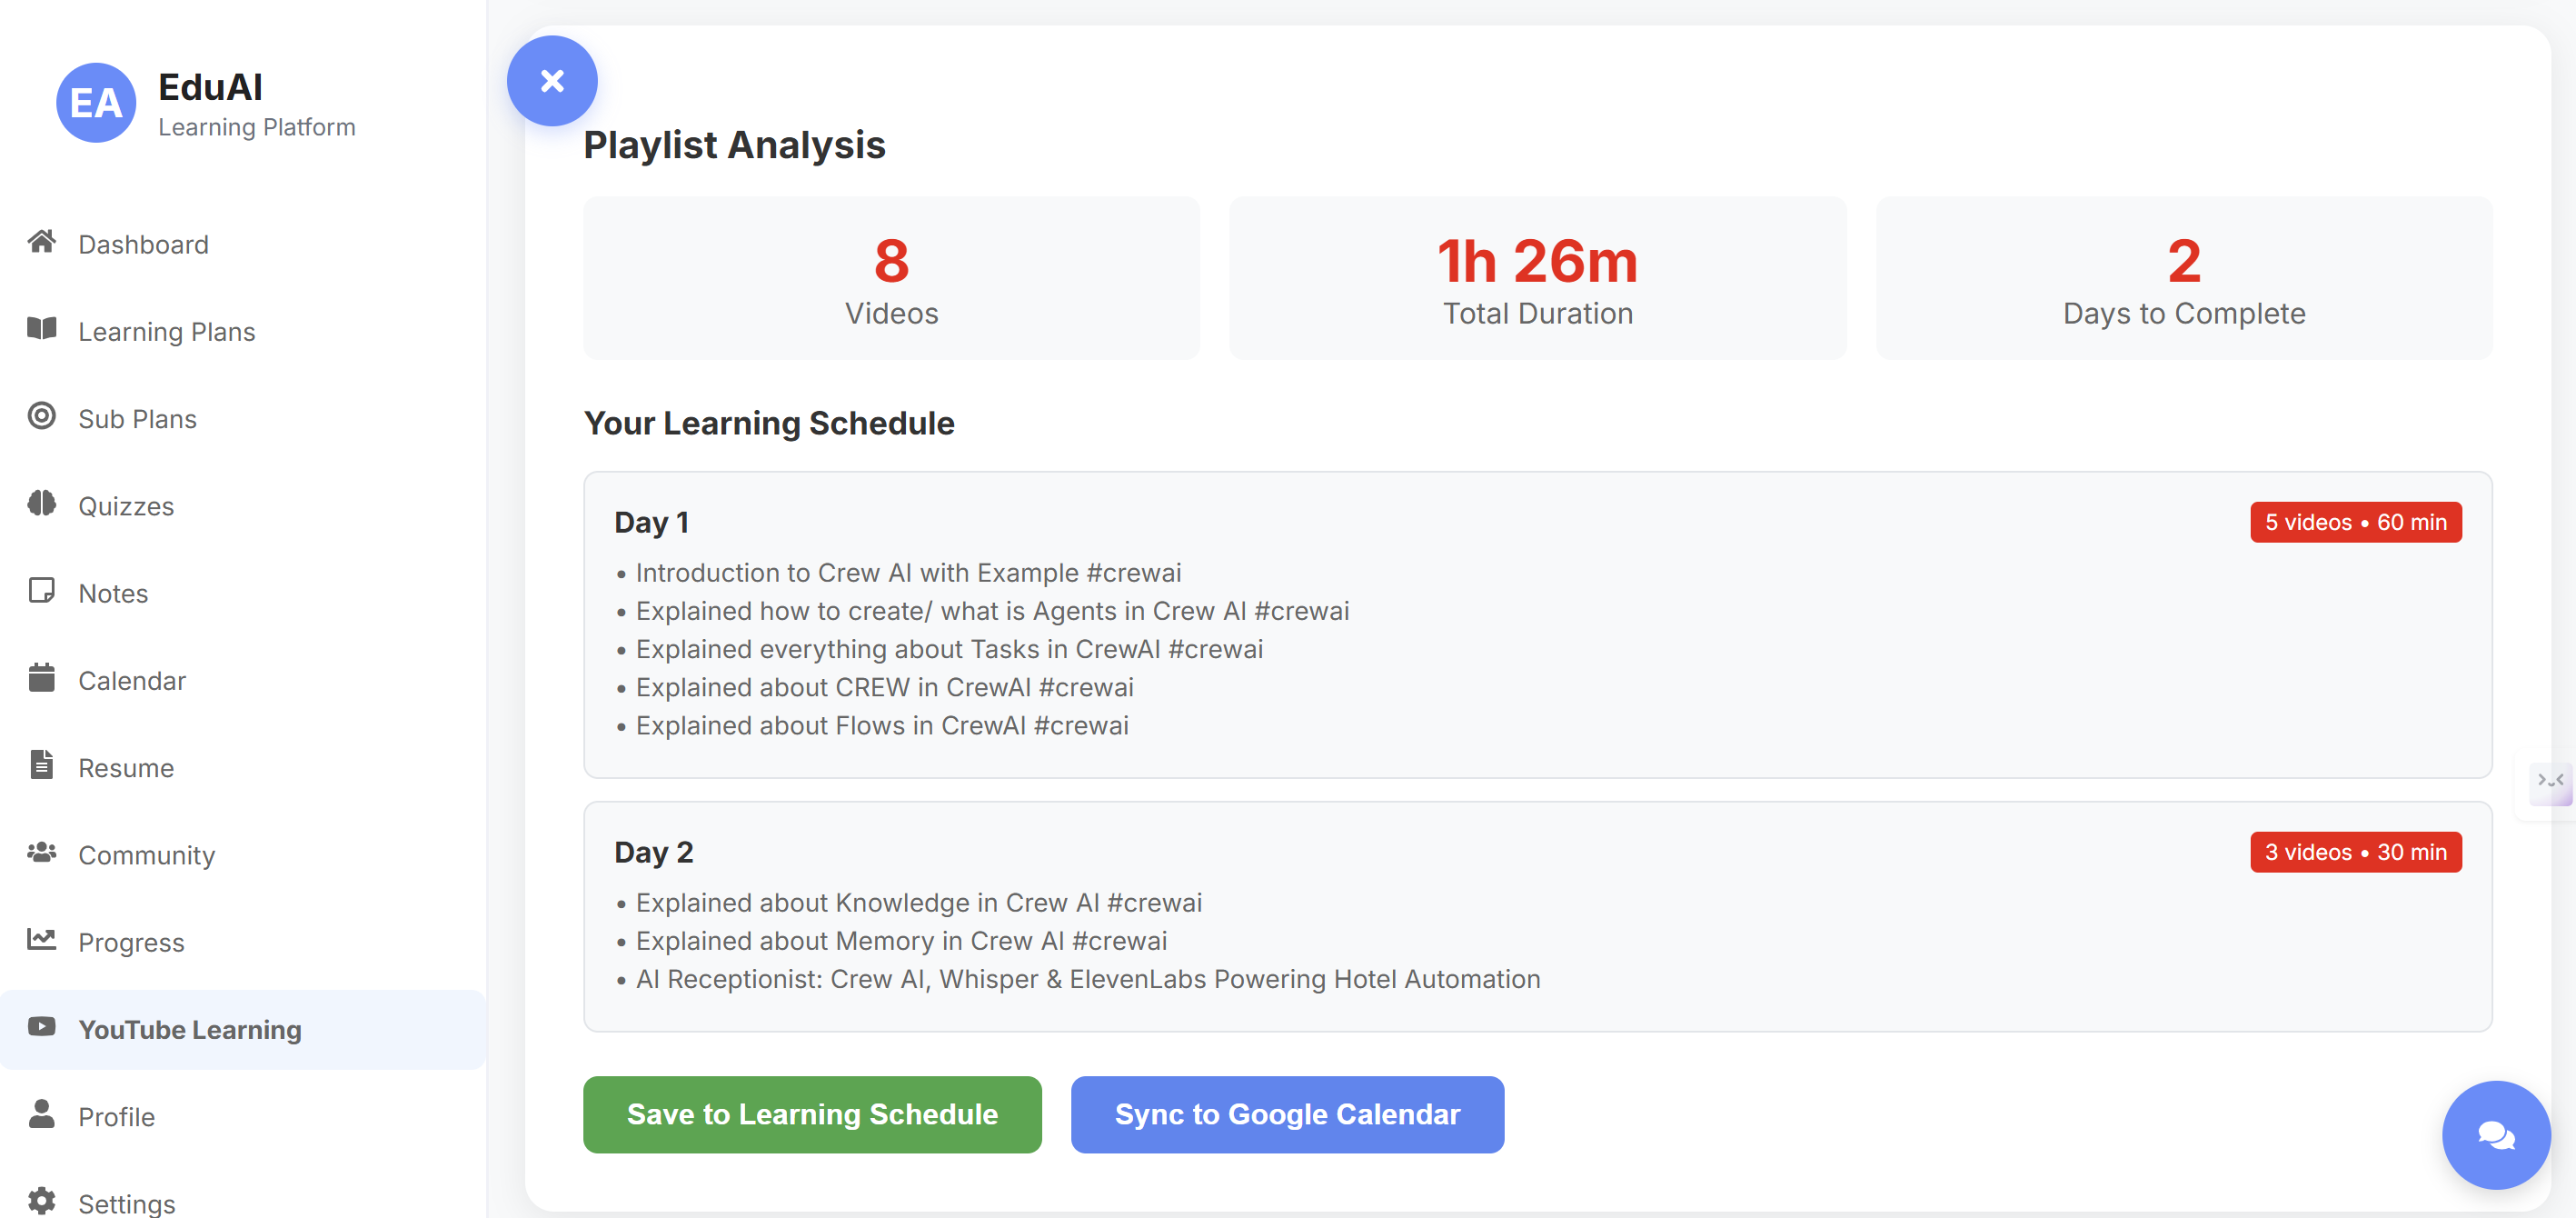 EA
EduAI
Learning Platform
Dashboard
Learning Plans
Sub Plans
Quizzes
Notes
Calendar
Resume
Community
Progress
YouTube Learning
Profile
Settings
Playlist Analysis
8
Videos
1h 26m
Total Duration
2
Days to Complete
Your Learning Schedule
Day 1
5 videos • 60 min
• Introduction to Crew AI with Example #crewai
• Explained how to create/ what is Agents in Crew AI #crewai
• Explained everything about Tasks in CrewAI #crewai
• Explained about CREW in CrewAI #crewai
• Explained about Flows in CrewAI #crewai
Day 2
3 videos • 30 min
• Explained about Knowledge in Crew AI #crewai
• Explained about Memory in Crew AI #crewai
• AI Receptionist: Crew AI, Whisper & ElevenLabs Powering Hotel Automation
Save to Learning Schedule
Sync to Google Calendar